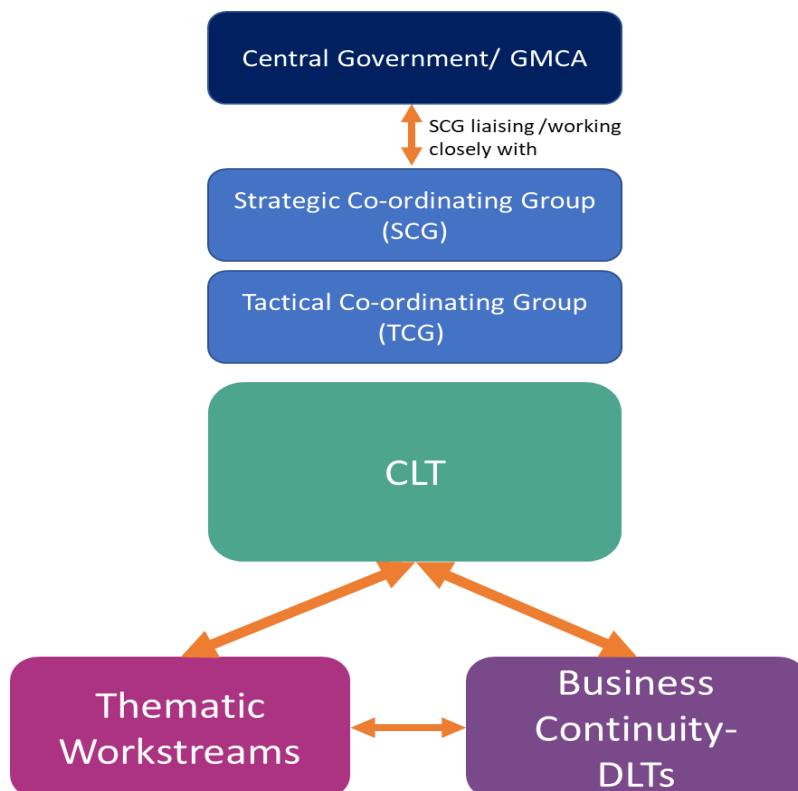 Central Government/ GMCA
SCG liaising /working
closely with
Strategic Co-ordinating Group
(SCG)
Tactical Co-ordinating Group
(TCG)
CLT
Thematic
Workstreams
Business
Continuity-
DLTs